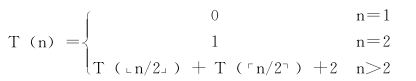 0 n=1
T (n) = 1 n=2
T (⌞n/2⌟) + T (⌜n/2⌝) +2 n>2